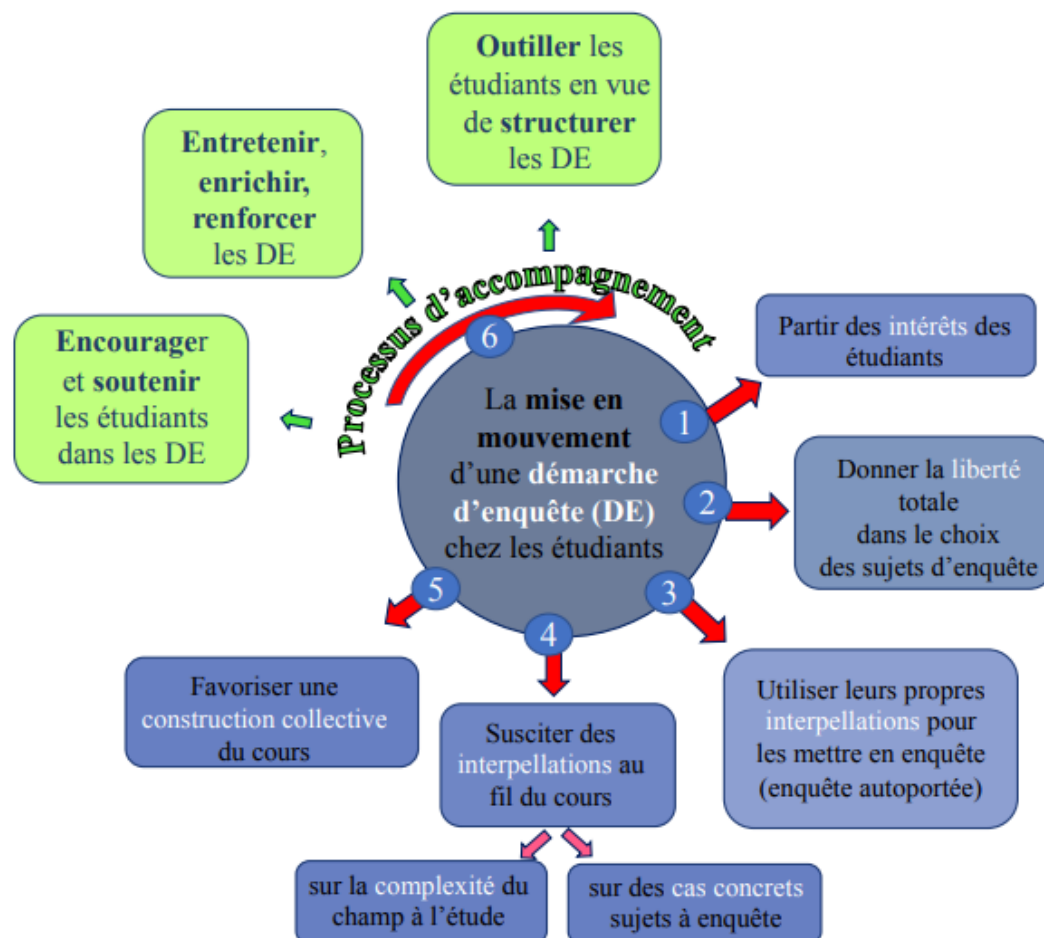 Outiller les
étudiants en vue
de structurer
les DE
Entretenir,
enrichir,
renforcer
les DE
Encourager
et soutenir
les étudiants
dans les DE
Processus d’accompagnement
6
La mise en
mouvement
d’une démarche
d’enquête (DE)
chez les étudiants
1
Partir des intérêts des
étudiants
2
Donner la liberté
totale
dans le choix
des sujets d’enquête
3
Utiliser leurs propres
interpellations pour
les mettre en enquête
(enquête autoportée)
4
Susciter des
interpellations au
fil du cours
sur la complexité du
champ à l’étude
sur des cas concrets
sujets à enquête
5
Favoriser une
construction collective
du cours